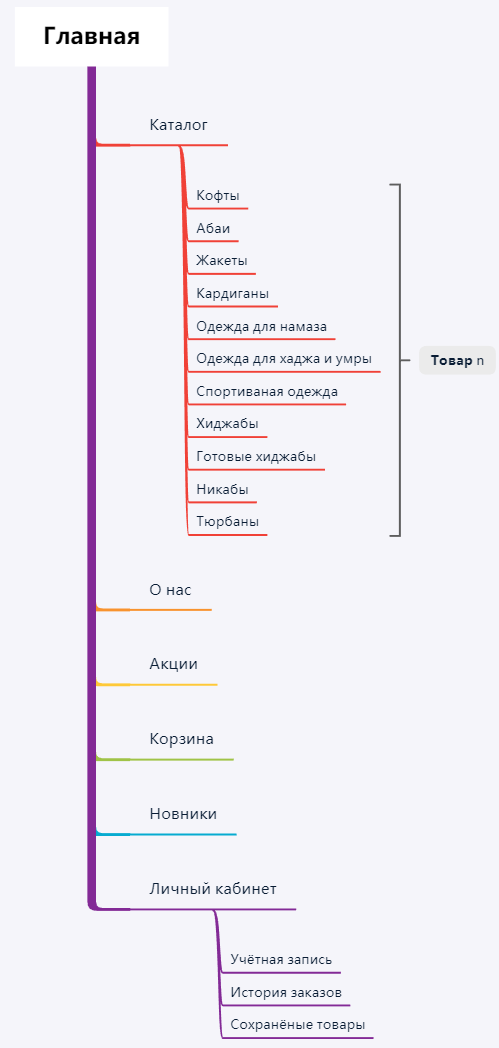 Главная
Каталог
Кофты
Абаи
Жакеты
Кардиганы
Одежда для намаза
Одежда для хаджа и умры
Спортиваная одежда
Хиджабы
Готовые хиджабы
Никабы
Тюрбаны
Товар n
О нас
Акции
Корзина
Новники
Личный кабинет
Учётная запись
История заказов
Сохранёные товары